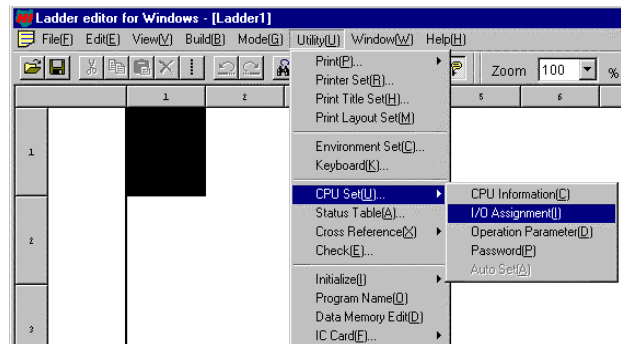 Ladder editor for Windows - [Ladder1]
File(F) Edit(E) View(V) Build(B) Mode(G) Utility(U) Window(W) Help(H)
Zoom 100 %
1 2 5 6
1
2
3
Print(P)...
Printer Set(R)...
Print Title Set(H)...
Print Layout Set(M)
Environment Set(C)...
Keyboard(K)...
CPU Set(U)...
Status Table(A)...
Cross Reference(X)
Check(E)...
Initialize(I)
Program Name(O)
Data Memory Edit(D)
IC Card(F)...
CPU Information(C)
I/O Assignment(I)
Operation Parameter(D)
Password(P)
Auto Set(A)